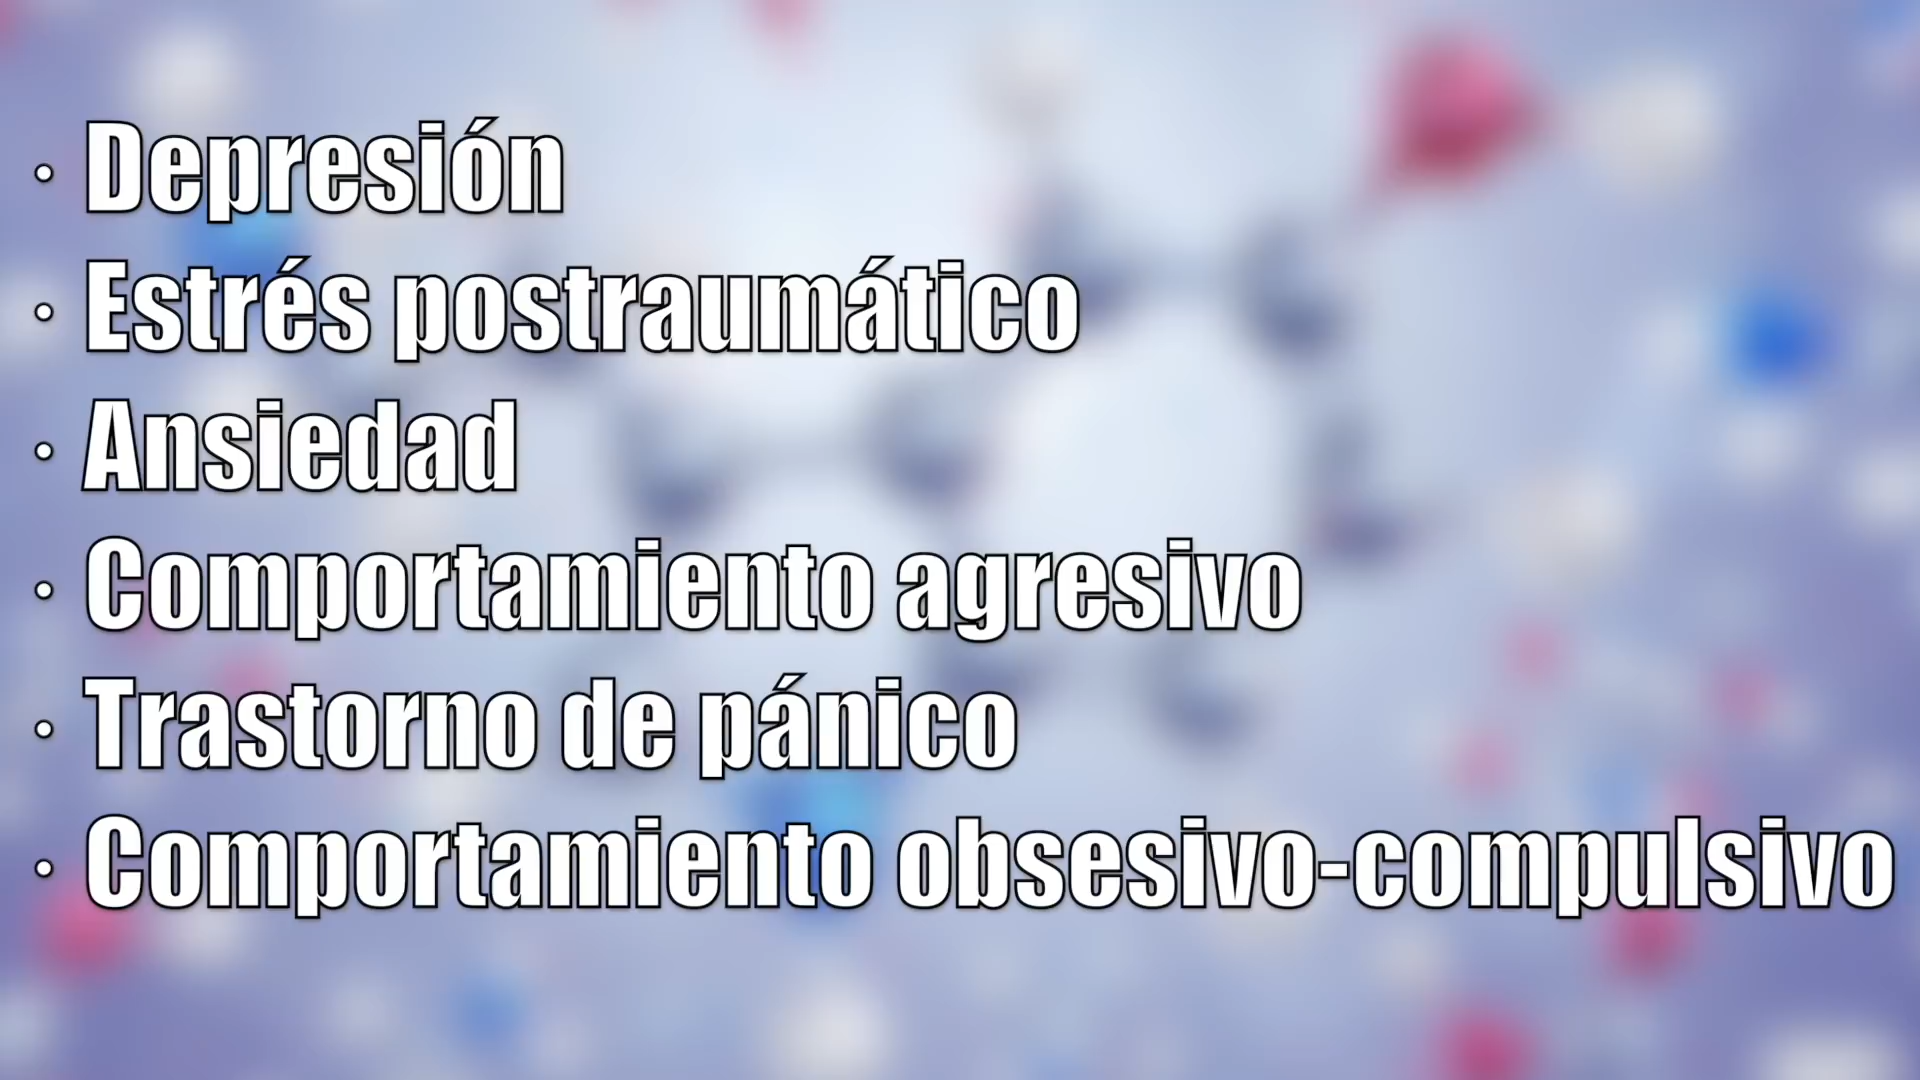 · Depresión
· Estrés postraumático
· Ansiedad
· Comportamiento agresivo
· Trastorno de pánico
· Comportamiento obsesivo-compulsivo